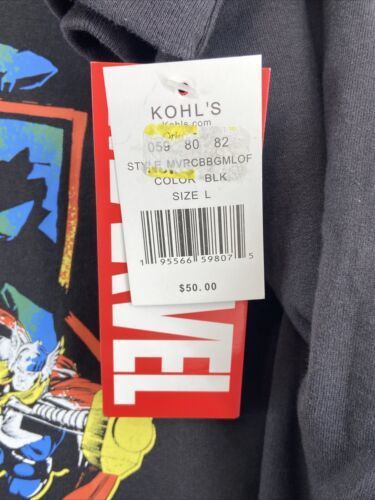 KOHL'S
Kohls.com
059 80 82
STYLE MVRCBBGMLOF
COLOR BLK
SIZE L
1 95566 59807 5
$50.00
MARVEL